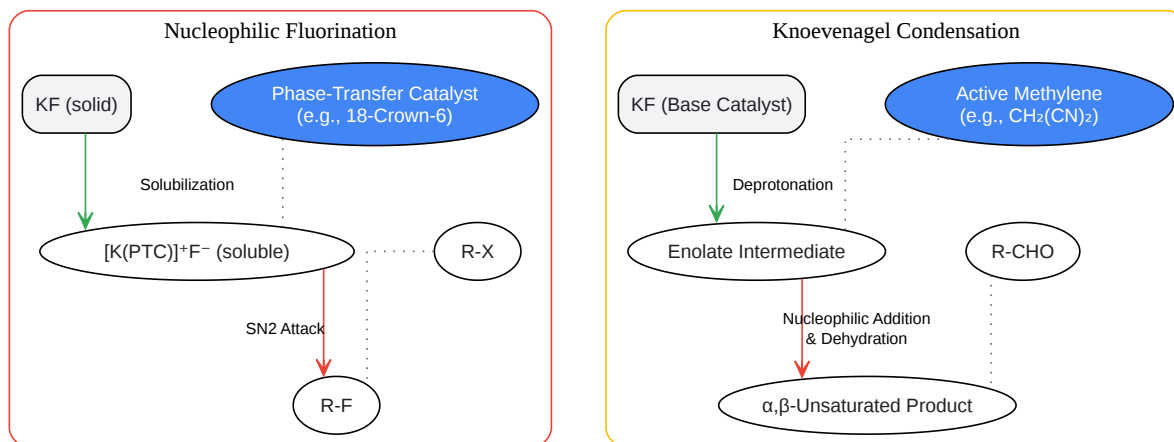 Nucleophilic Fluorination
KF (solid)
Phase-Transfer Catalyst
(e.g., 18-Crown-6)
Solubilization
[K(PTC)]⁺F⁻ (soluble)
R-X
SN2 Attack
R-F
Knoevenagel Condensation
KF (Base Catalyst)
Active Methylene
(e.g., CH₂(CN)₂)
Deprotonation
Enolate Intermediate
R-CHO
Nucleophilic Addition
& Dehydration
α,β-Unsaturated Product